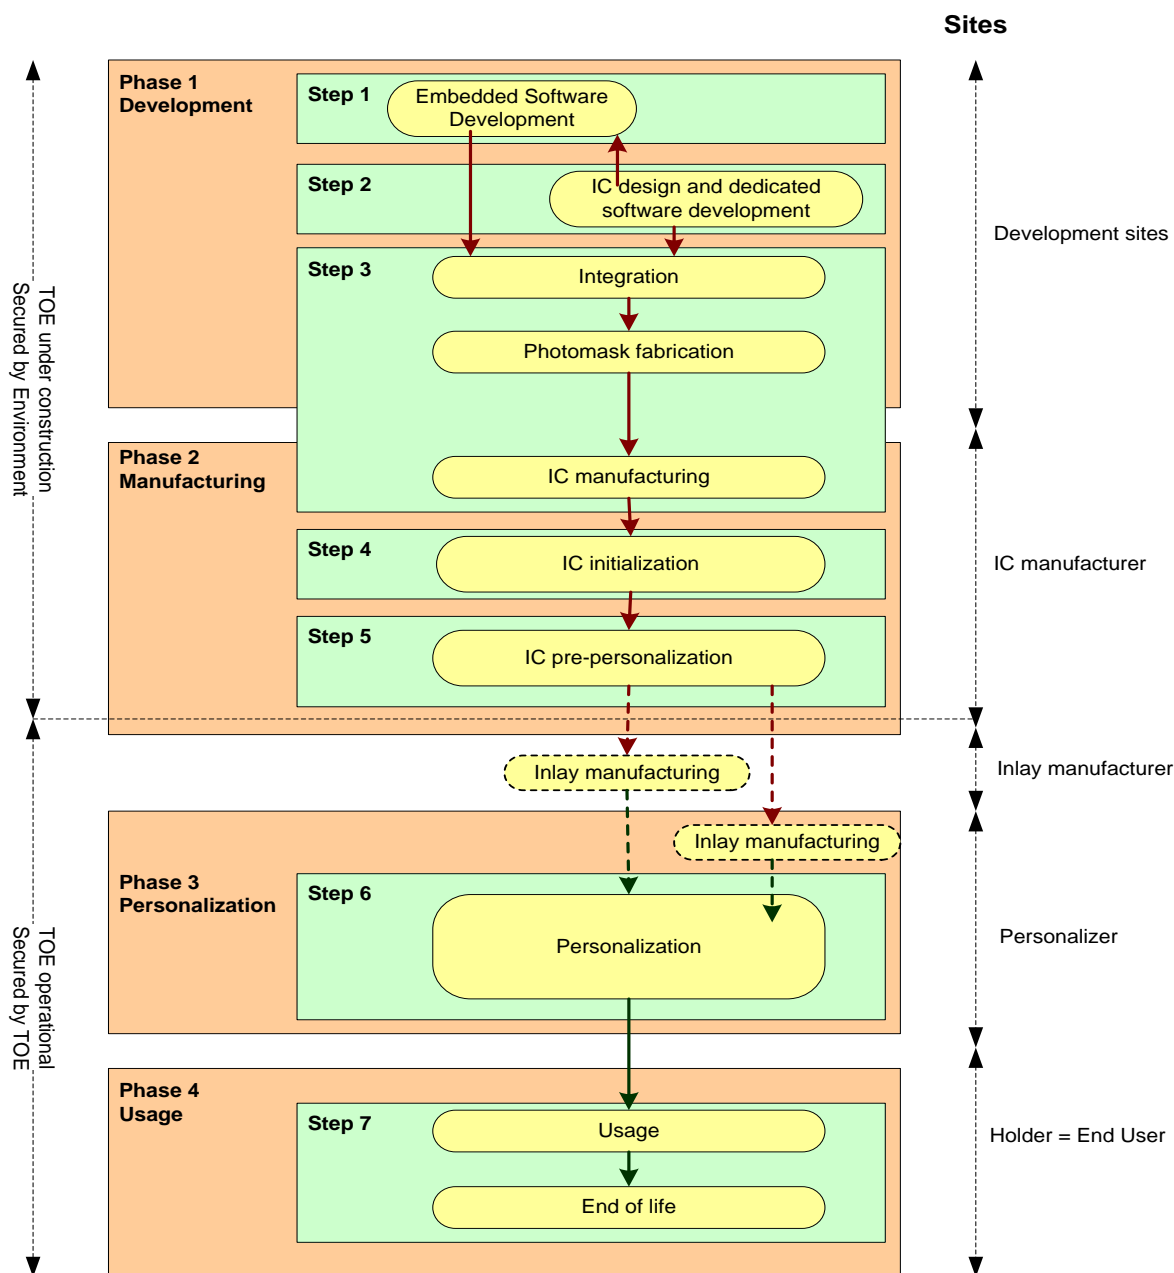 Sites
Phase 1
Development
Step 1
Embedded Software
Development
Step 2
IC design and dedicated
software development
Development sites
Step 3
Integration
TOE under construction
Secured by Environment
Photomask fabrication
Phase 2
Manufacturing
IC manufacturing
Step 4
IC initialization
IC manufacturer
Step 5
IC pre-personalization
Inlay manufacturing
Inlay manufacturer
Inlay manufacturing
Phase 3
Personalization
Step 6
Personalization
Personalizer
TOE operational
Secured by TOE
Phase 4
Usage
Step 7
Usage
Holder = End User
End of life